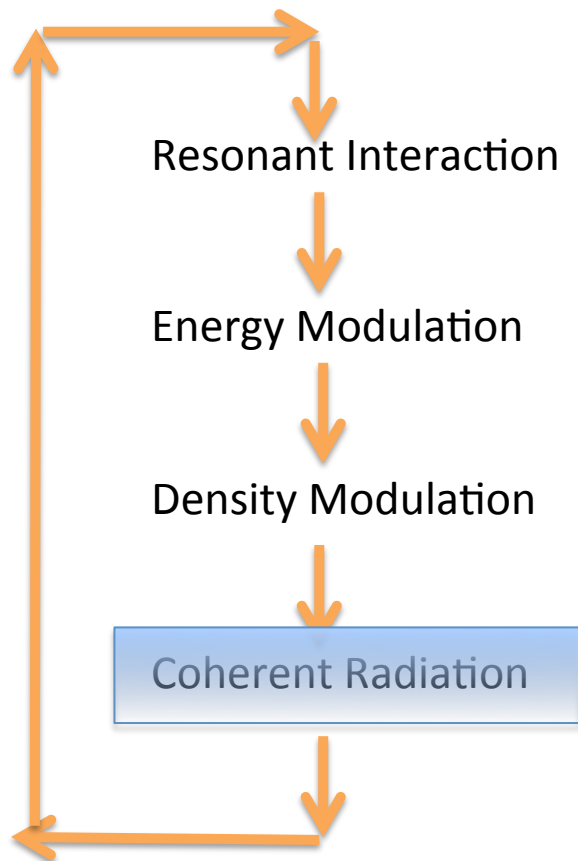 Resonant Interaction
Energy Modulation
Density Modulation
Coherent Radiation